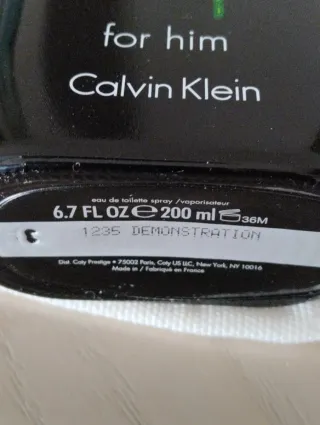 for him
Calvin Klein
eau de toilette spray / vaporisateur
6.7 FL OZ ℮ 200 ml 36M
1235 DEMONSTRATION
Dist. Coty Prestige • 75002 Paris, Coty US LLC, New York, NY 10016
Made in / Fabriqué en France